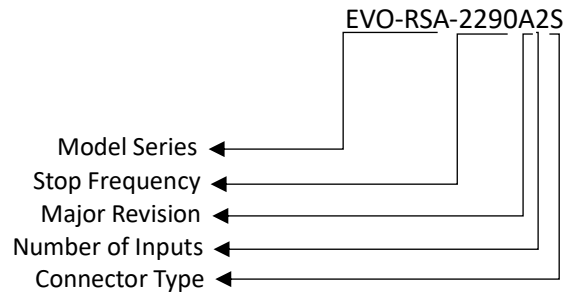 EVO-RSA-2290A2S
Model Series
Stop Frequency
Major Revision
Number of Inputs
Connector Type